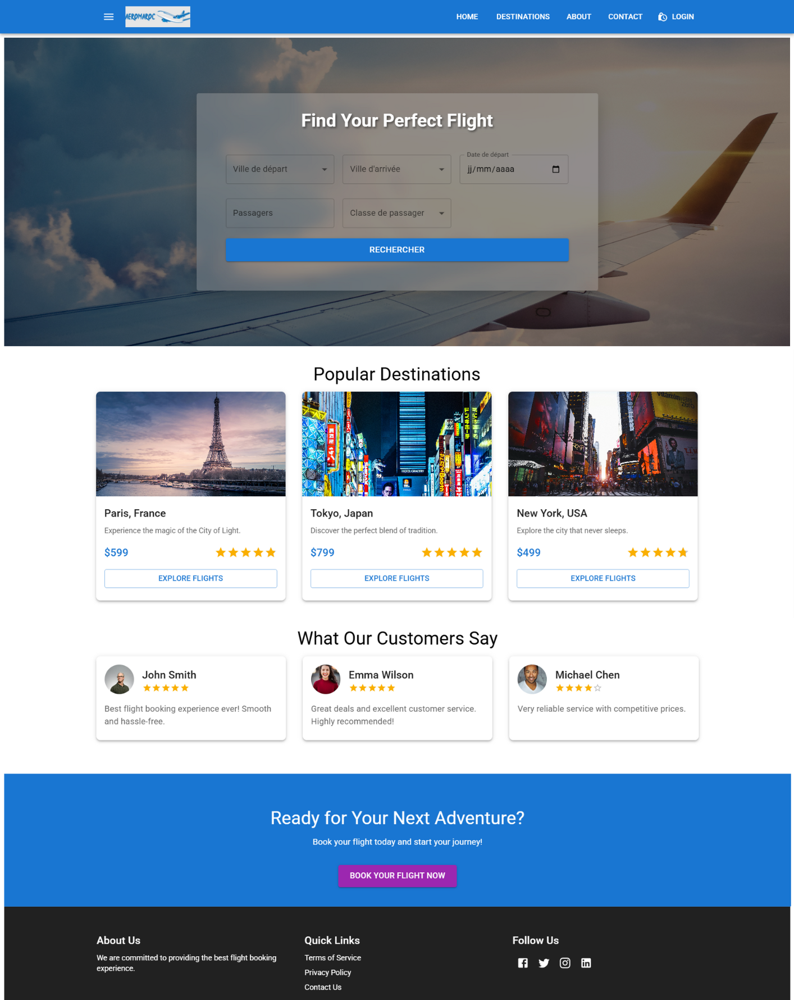 AEROMAROC
HOME
DESTINATIONS
ABOUT
CONTACT
LOGIN
Find Your Perfect Flight
Ville de départ
Ville d'arrivée
Date de départ
jj/mm/aaaa
Passagers
Classe de passager
RECHERCHER
Popular Destinations
HOTEL GRACERY
Vitaminwater
zero
Paris, France
Experience the magic of the City of Light.
$599
EXPLORE FLIGHTS
Tokyo, Japan
Discover the perfect blend of tradition.
$799
EXPLORE FLIGHTS
New York, USA
Explore the city that never sleeps.
$499
EXPLORE FLIGHTS
What Our Customers Say
John Smith
Best flight booking experience ever! Smooth
and hassle-free.
Emma Wilson
Great deals and excellent customer service.
Highly recommended!
Michael Chen
Very reliable service with competitive prices.
Ready for Your Next Adventure?
Book your flight today and start your journey!
BOOK YOUR FLIGHT NOW
About Us
We are committed to providing the best flight booking
experience.
Quick Links
Terms of Service
Privacy Policy
Contact Us
Follow Us